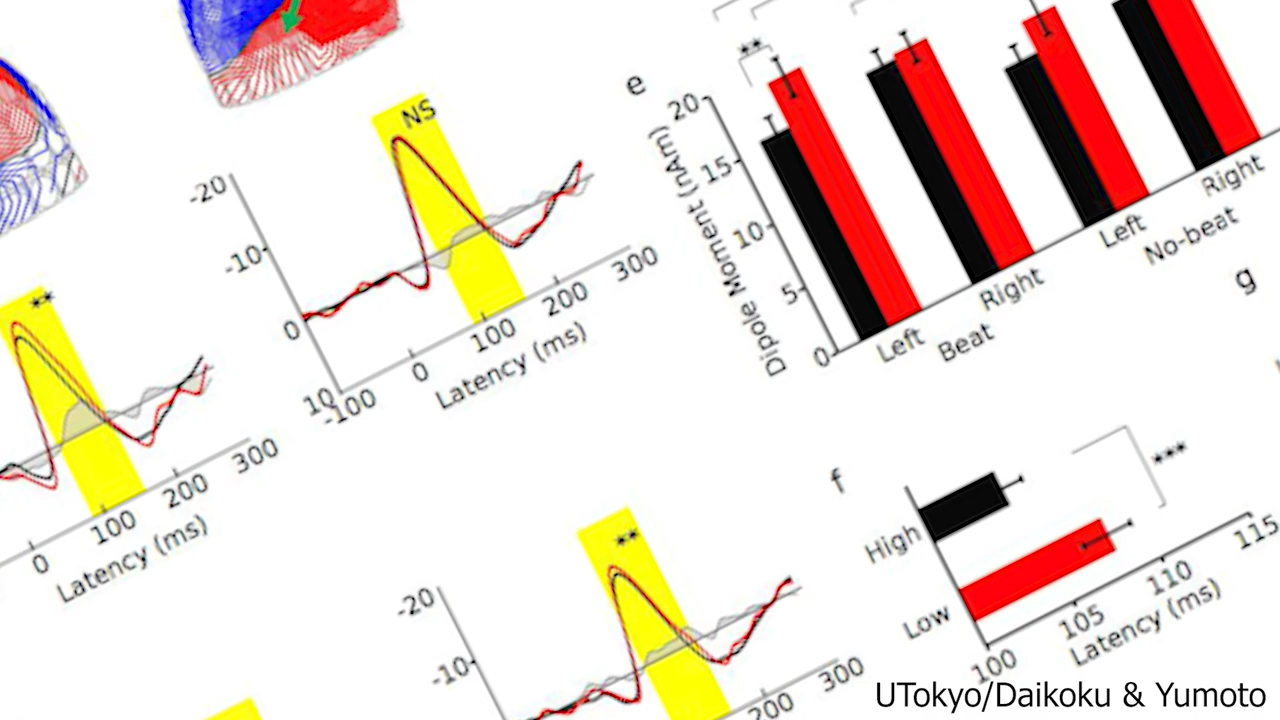 NS
-20
-10
0
10
-100
0
100
200
300
Latency (ms)
**
0
100
200
300
Latency (ms)
**
-20
-10
200
300
e
**
20
15
10
5
0
Dipole Moment (nAm)
Left
Right
Beat
Left
Right
No-beat
g
f
***
High
Low
100
105
110
115
Latency (ms)
UTokyo/Daikoku & Yumoto